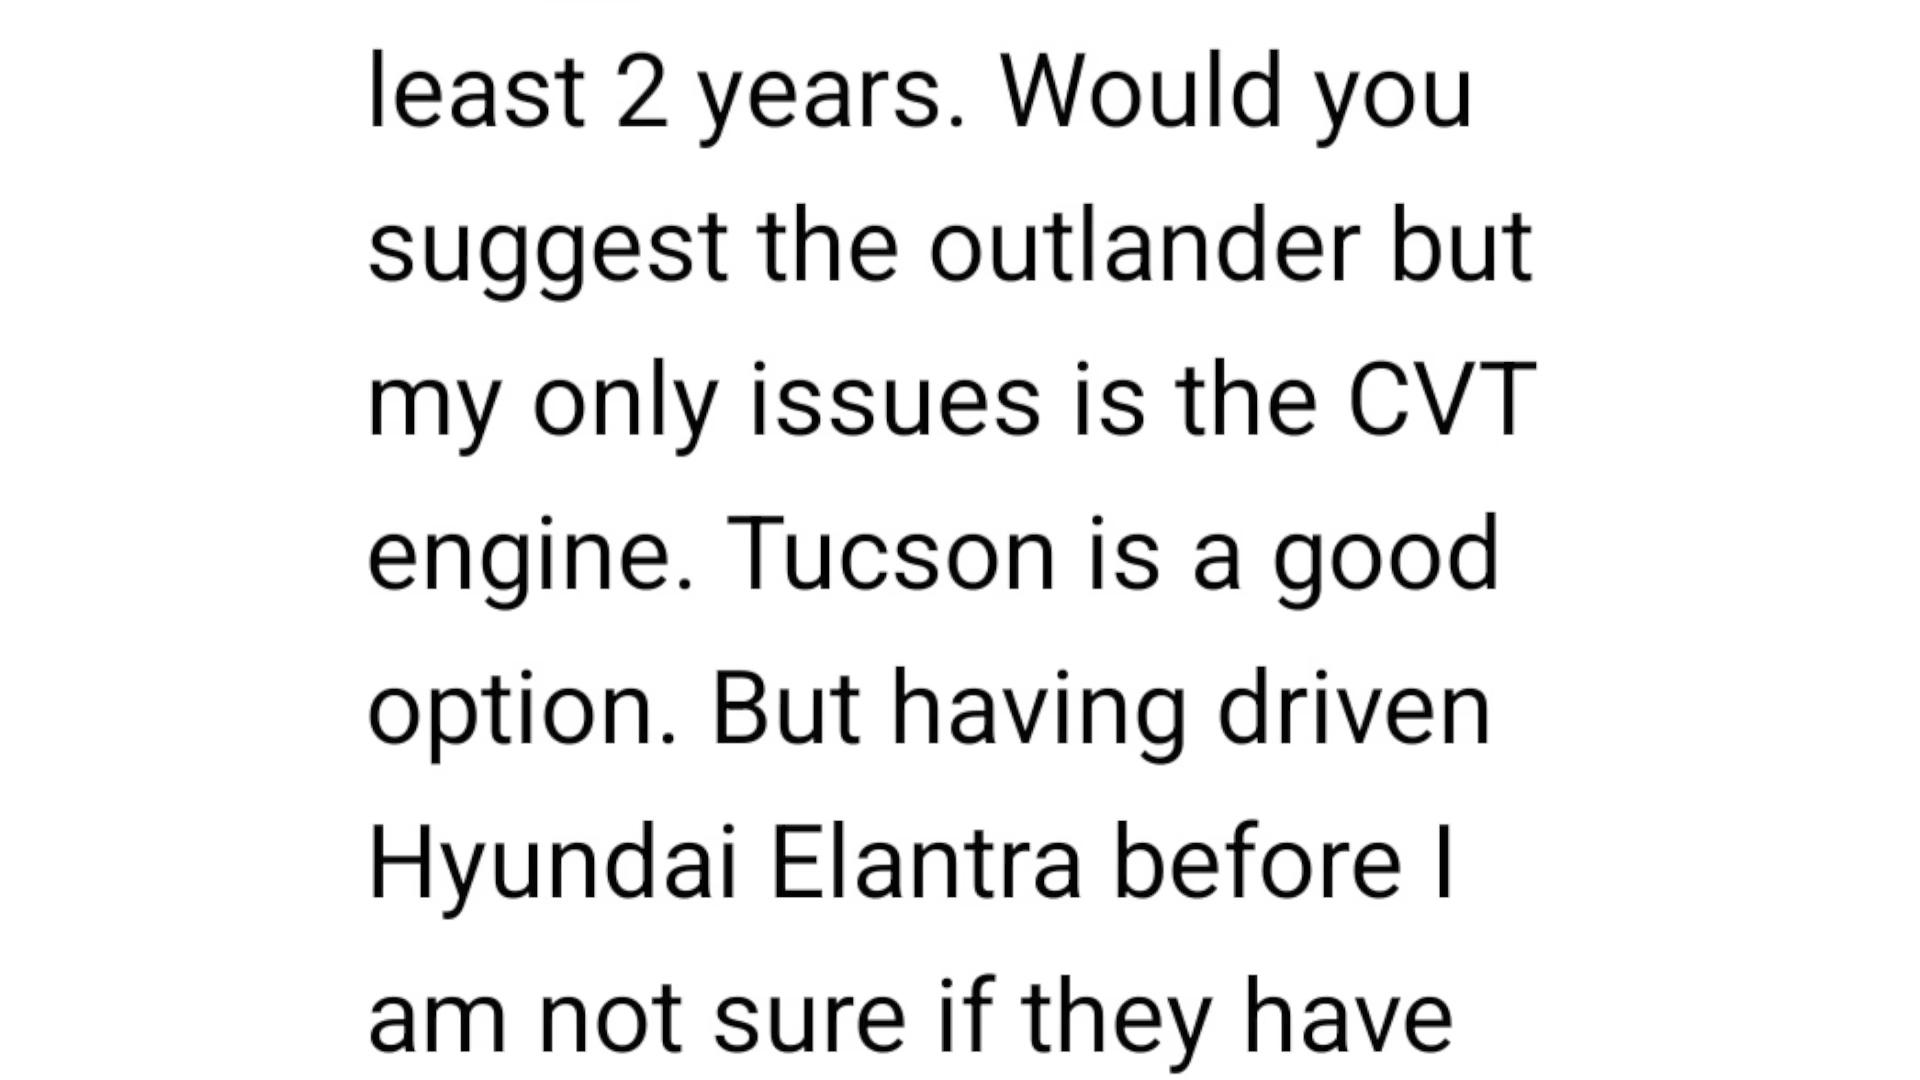 least 2 years. Would you
suggest the outlander but
my only issues is the CVT
engine. Tucson is a good
option. But having driven
Hyundai Elantra before I
am not sure if they have